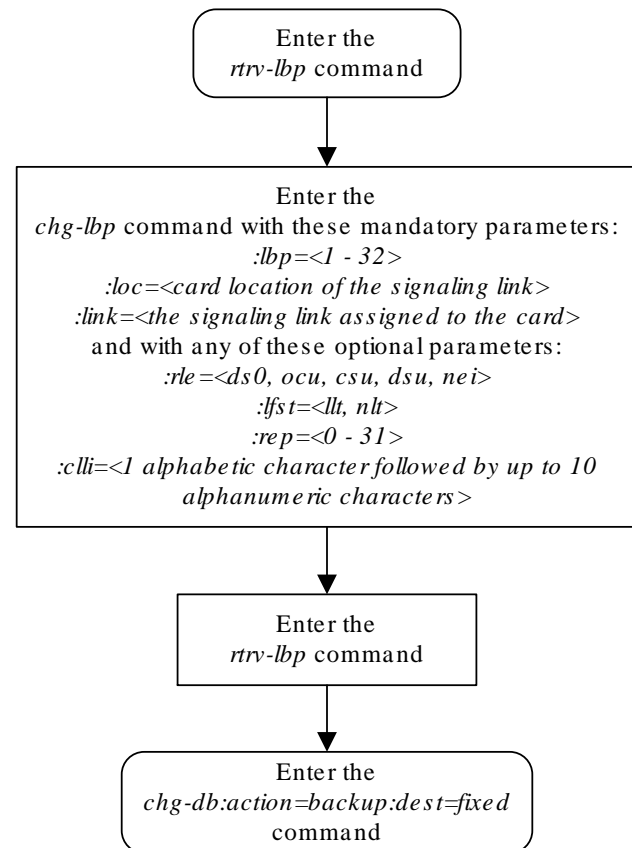 Enter the
rtrv-lbp command
Enter the
chg-lbp command with these mandatory parameters:
:lbp=<1 - 32>
:loc=<card location of the signaling link>
:link=<the signaling link assigned to the card>
and with any of these optional parameters:
:rle=<ds0, ocu, csu, dsu, nei>
:lfst=<llt, nlt>
:rep=<0 - 31>
:clli=<1 alphabetic character followed by up to 10
alphanumeric characters>
Enter the
rtrv-lbp command
Enter the
chg-db:action=backup:dest=fixed
command